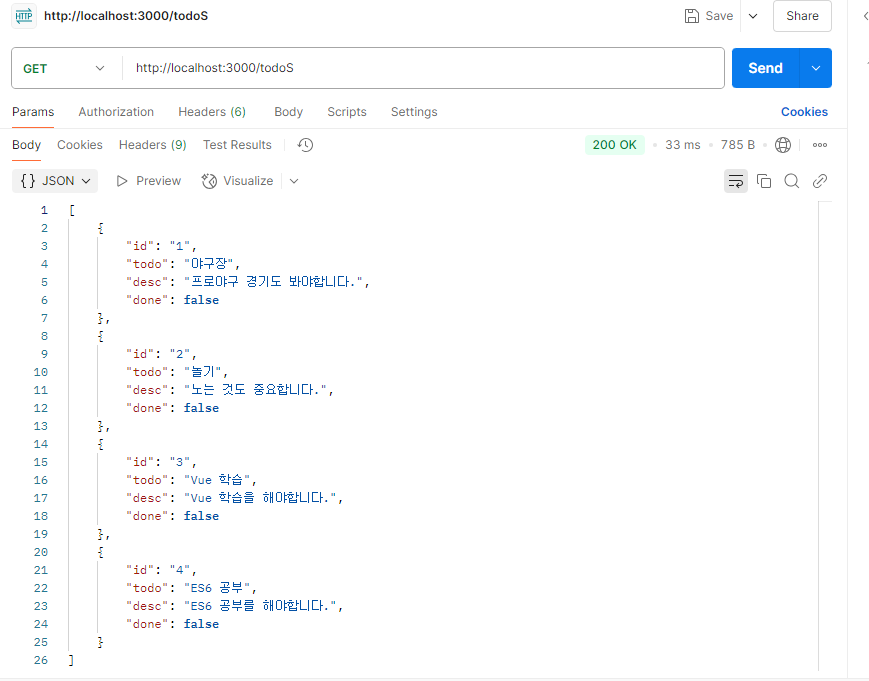 HTTP http://localhost:3000/todoS Save Share
GET http://localhost:3000/todoS Send
Params Authorization Headers (6) Body Scripts Settings Cookies
Body Cookies Headers (9) Test Results 200 OK • 33 ms • 785 B
{} JSON Preview Visualize
1 [
2 {
3 "id": "1",
4 "todo": "야구장",
5 "desc": "프로야구 경기도 봐야합니다.",
6 "done": false
7 },
8 {
9 "id": "2",
10 "todo": "놀기",
11 "desc": "노는 것도 중요합니다.",
12 "done": false
13 },
14 {
15 "id": "3",
16 "todo": "Vue 학습",
17 "desc": "Vue 학습을 해야합니다.",
18 "done": false
19 },
20 {
21 "id": "4",
22 "todo": "ES6 공부",
23 "desc": "ES6 공부를 해야합니다.",
24 "done": false
25 }
26 ]